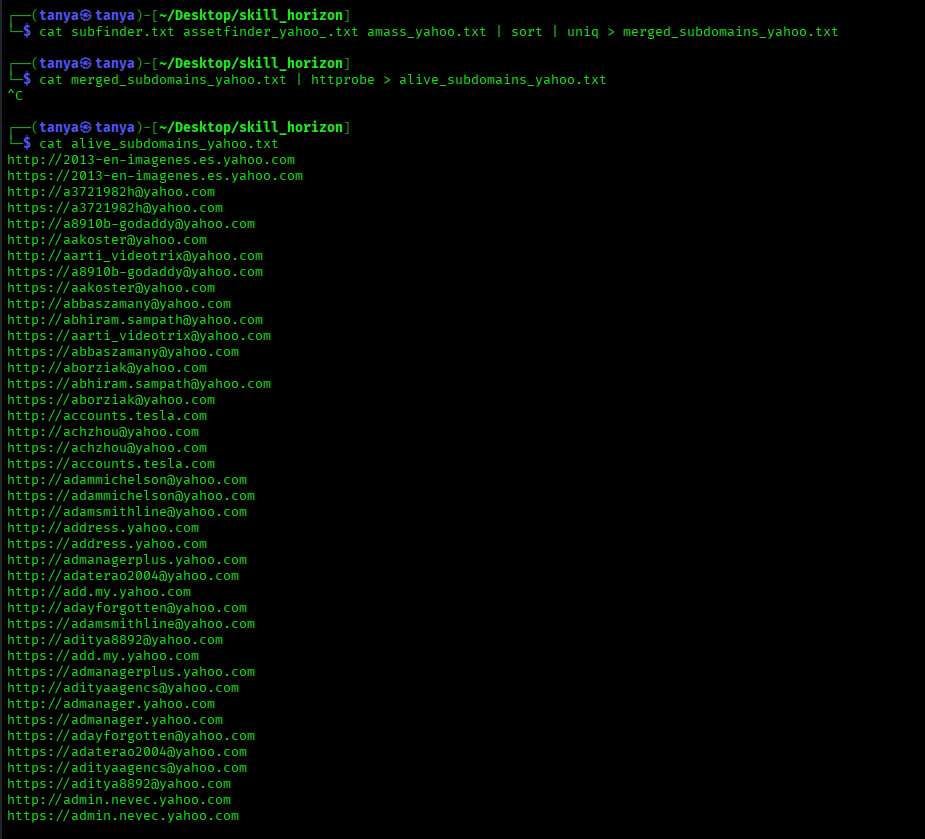 ┌──(tanya㉿tanya)-[~/Desktop/skill_horizon]
└─$ cat subfinder.txt assetfinder_yahoo_.txt amass_yahoo.txt | sort | uniq > merged_subdomains_yahoo.txt
┌──(tanya㉿tanya)-[~/Desktop/skill_horizon]
└─$ cat merged_subdomains_yahoo.txt | httprobe > alive_subdomains_yahoo.txt
^C
┌──(tanya㉿tanya)-[~/Desktop/skill_horizon]
└─$ cat alive_subdomains_yahoo.txt
http://2013-en-imagenes.es.yahoo.com
https://2013-en-imagenes.es.yahoo.com
http://a3721982h@yahoo.com
https://a3721982h@yahoo.com
http://a8910b-godaddy@yahoo.com
http://aakoster@yahoo.com
http://aarti_videotrix@yahoo.com
https://a8910b-godaddy@yahoo.com
https://aakoster@yahoo.com
http://abbaszamany@yahoo.com
http://abhiram.sampath@yahoo.com
https://aarti_videotrix@yahoo.com
https://abbaszamany@yahoo.com
http://aborziak@yahoo.com
https://abhiram.sampath@yahoo.com
https://aborziak@yahoo.com
http://accounts.tesla.com
http://achzhou@yahoo.com
https://achzhou@yahoo.com
https://accounts.tesla.com
http://adammichelson@yahoo.com
https://adammichelson@yahoo.com
http://adamsmithline@yahoo.com
http://address.yahoo.com
https://address.yahoo.com
http://admanagerplus.yahoo.com
http://adaterao2004@yahoo.com
http://add.my.yahoo.com
http://adayforgotten@yahoo.com
https://adamsmithline@yahoo.com
http://aditya8892@yahoo.com
https://add.my.yahoo.com
https://admanagerplus.yahoo.com
http://adityaagencs@yahoo.com
http://admanager.yahoo.com
https://admanager.yahoo.com
https://adayforgotten@yahoo.com
https://adaterao2004@yahoo.com
https://adityaagencs@yahoo.com
https://aditya8892@yahoo.com
http://admin.nevec.yahoo.com
https://admin.nevec.yahoo.com